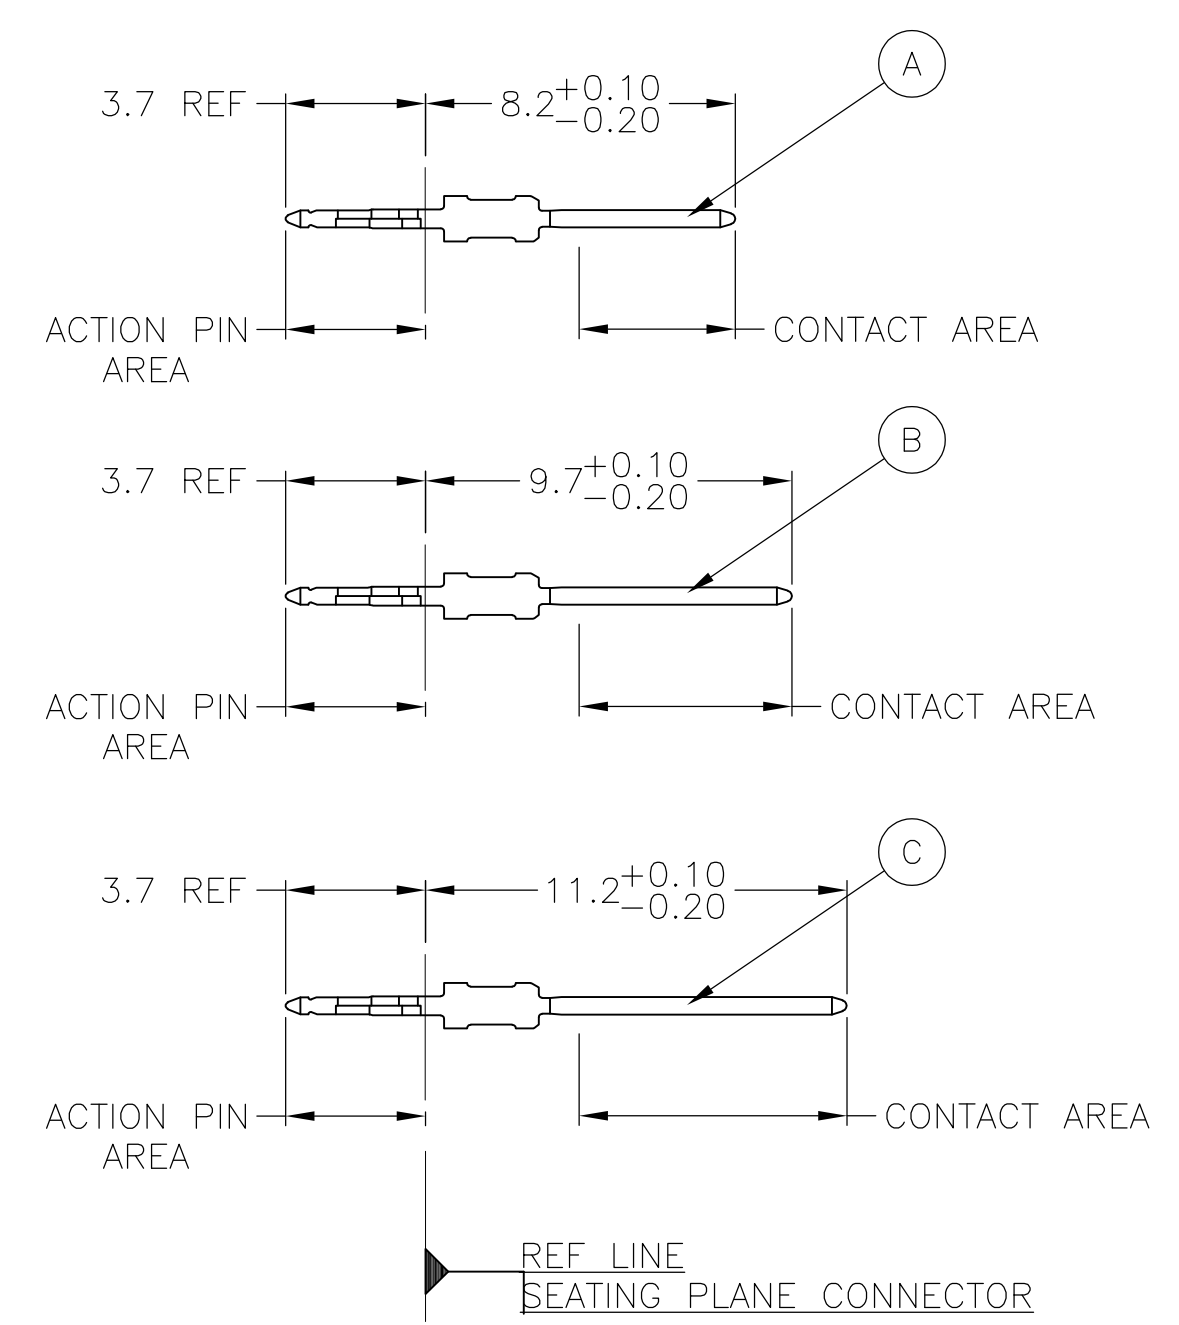 A
3.7 REF
8.2 +0.10
-0.20
ACTION PIN
AREA
CONTACT AREA
B
3.7 REF
9.7 +0.10
-0.20
ACTION PIN
AREA
CONTACT AREA
C
3.7 REF
11.2 +0.10
-0.20
ACTION PIN
AREA
CONTACT AREA
REF LINE
SEATING PLANE CONNECTOR